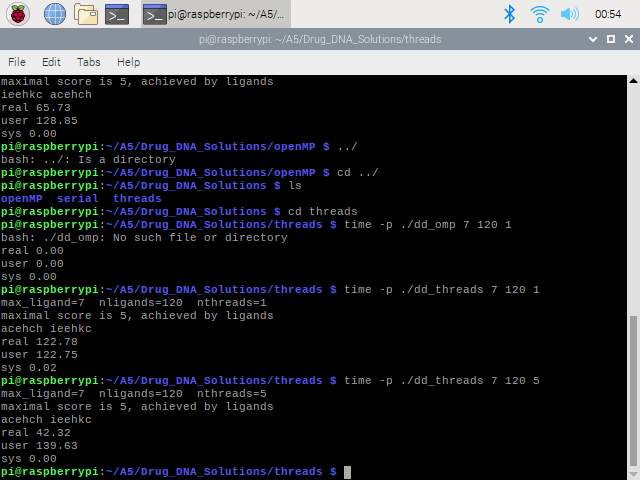 pi@raspberrypi: ~/A5/...
00:54
pi@raspberrypi: ~/A5/Drug_DNA_Solutions/threads
File Edit Tabs Help
maximal score is 5, achieved by ligands
ieehkc acehch
real 65.73
user 128.85
sys 0.00
pi@raspberrypi:~/A5/Drug_DNA_Solutions/openMP $ ../
bash: ../: Is a directory
pi@raspberrypi:~/A5/Drug_DNA_Solutions/openMP $ cd ../
pi@raspberrypi:~/A5/Drug_DNA_Solutions $ ls
openMP  serial  threads
pi@raspberrypi:~/A5/Drug_DNA_Solutions $ cd threads
pi@raspberrypi:~/A5/Drug_DNA_Solutions/threads $ time -p ./dd_omp 7 120 1
bash: ./dd_omp: No such file or directory
real 0.00
user 0.00
sys 0.00
pi@raspberrypi:~/A5/Drug_DNA_Solutions/threads $ time -p ./dd_threads 7 120 1
max_ligand=7  nligands=120  nthreads=1
maximal score is 5, achieved by ligands
acehch ieehkc
real 122.78
user 122.75
sys 0.02
pi@raspberrypi:~/A5/Drug_DNA_Solutions/threads $ time -p ./dd_threads 7 120 5
max_ligand=7  nligands=120  nthreads=5
maximal score is 5, achieved by ligands
acehch ieehkc
real 42.32
user 139.63
sys 0.00
pi@raspberrypi:~/A5/Drug_DNA_Solutions/threads $